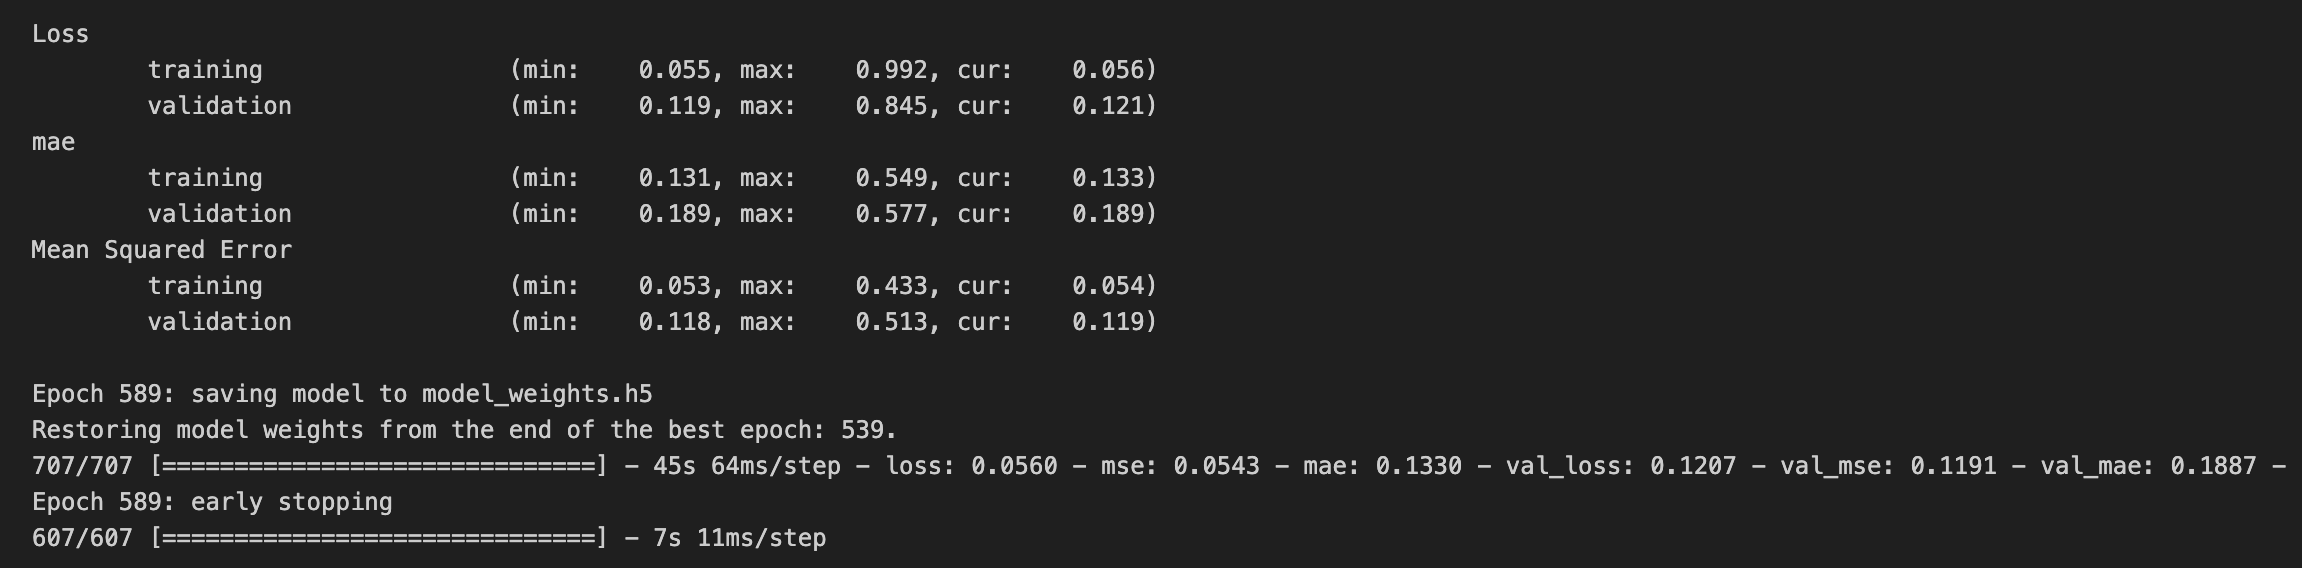 Loss
	training             	 (min:    0.055, max:    0.992, cur:    0.056)
	validation           	 (min:    0.119, max:    0.845, cur:    0.121)
mae
	training             	 (min:    0.131, max:    0.549, cur:    0.133)
	validation           	 (min:    0.189, max:    0.577, cur:    0.189)
Mean Squared Error
	training             	 (min:    0.053, max:    0.433, cur:    0.054)
	validation           	 (min:    0.118, max:    0.513, cur:    0.119)
Epoch 589: saving model to model_weights.h5
Restoring model weights from the end of the best epoch: 539.
707/707 [==============================] - 45s 64ms/step - loss: 0.0560 - mse: 0.0543 - mae: 0.1330 - val_loss: 0.1207 - val_mse: 0.1191 - val_mae: 0.1887 -
Epoch 589: early stopping
607/607 [==============================] - 7s 11ms/step